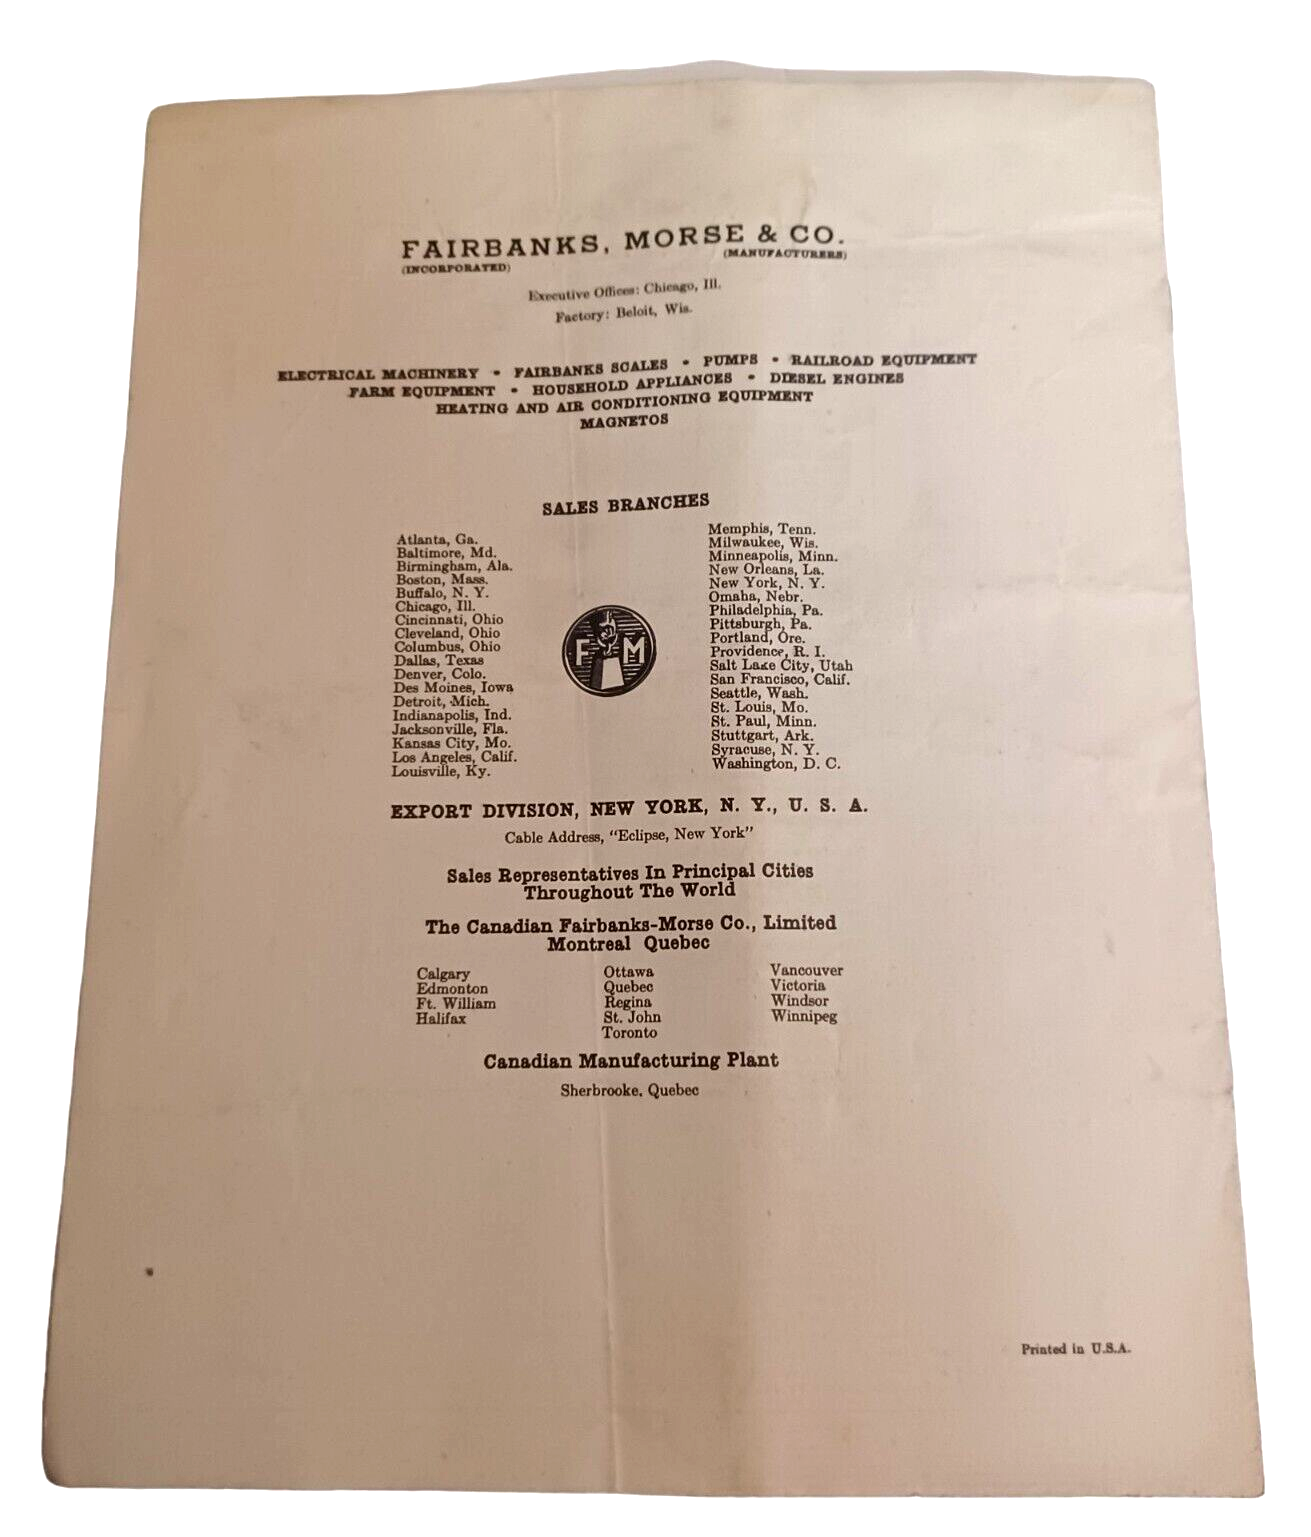 FAIRBANKS, MORSE & CO.
(INCORPORATED) (MANUFACTURERS)
Executive Offices: Chicago, Ill.
Factory: Beloit, Wis.
ELECTRICAL MACHINERY • FAIRBANKS SCALES • PUMPS • RAILROAD EQUIPMENT
FARM EQUIPMENT • HOUSEHOLD APPLIANCES • DIESEL ENGINES
HEATING AND AIR CONDITIONING EQUIPMENT
MAGNETOS
SALES BRANCHES
Atlanta, Ga.
Baltimore, Md.
Birmingham, Ala.
Boston, Mass.
Buffalo, N. Y.
Chicago, Ill.
Cincinnati, Ohio
Cleveland, Ohio
Columbus, Ohio
Dallas, Texas
Denver, Colo.
Des Moines, Iowa
Detroit, Mich.
Indianapolis, Ind.
Jacksonville, Fla.
Kansas City, Mo.
Los Angeles, Calif.
Louisville, Ky.
F M
Memphis, Tenn.
Milwaukee, Wis.
Minneapolis, Minn.
New Orleans, La.
New York, N. Y.
Omaha, Nebr.
Philadelphia, Pa.
Pittsburgh, Pa.
Portland, Ore.
Providence, R. I.
Salt Lake City, Utah
San Francisco, Calif.
Seattle, Wash.
St. Louis, Mo.
St. Paul, Minn.
Stuttgart, Ark.
Syracuse, N. Y.
Washington, D. C.
EXPORT DIVISION, NEW YORK, N. Y., U. S. A.
Cable Address, "Eclipse, New York"
Sales Representatives In Principal Cities
Throughout The World
The Canadian Fairbanks-Morse Co., Limited
Montreal Quebec
Calgary
Edmonton
Ft. William
Halifax
Ottawa
Quebec
Regina
St. John
Toronto
Vancouver
Victoria
Windsor
Winnipeg
Canadian Manufacturing Plant
Sherbrooke, Quebec
Printed in U.S.A.